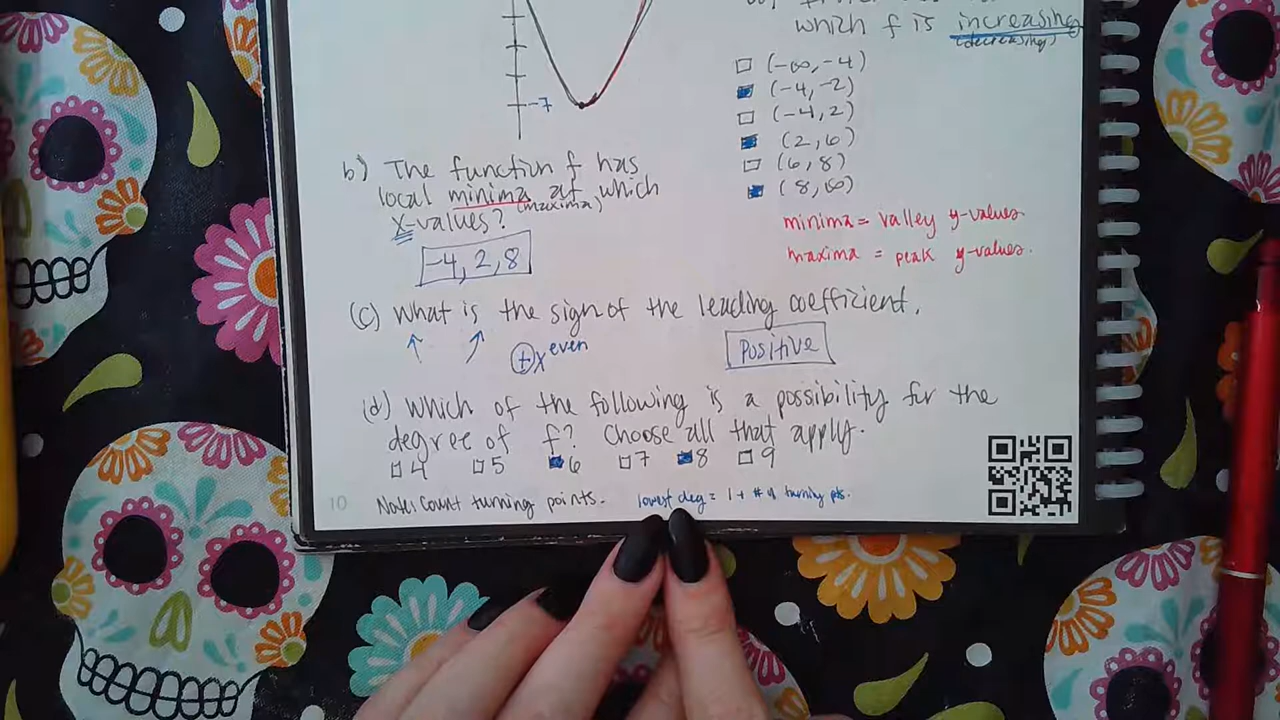 which f is increasing
(decreasing)
(-∞, -4)
(-4, -2)
(-4, 2)
(2, 6)
(6, 8)
(8, ∞)
-7
b) The function f has
local minima at which
(maxima)
x-values?
-4, 2, 8
minima = valley y-values.
maxima = peak y-values.
(c) What is the sign of the leading coefficient.
+x even
Positive
(d) Which of the following is a possibility for the
degree of f? Choose all that apply.
4 5 6 7 8 9
10 Note: Count turning points. lowest deg = 1 + # of turning pts.